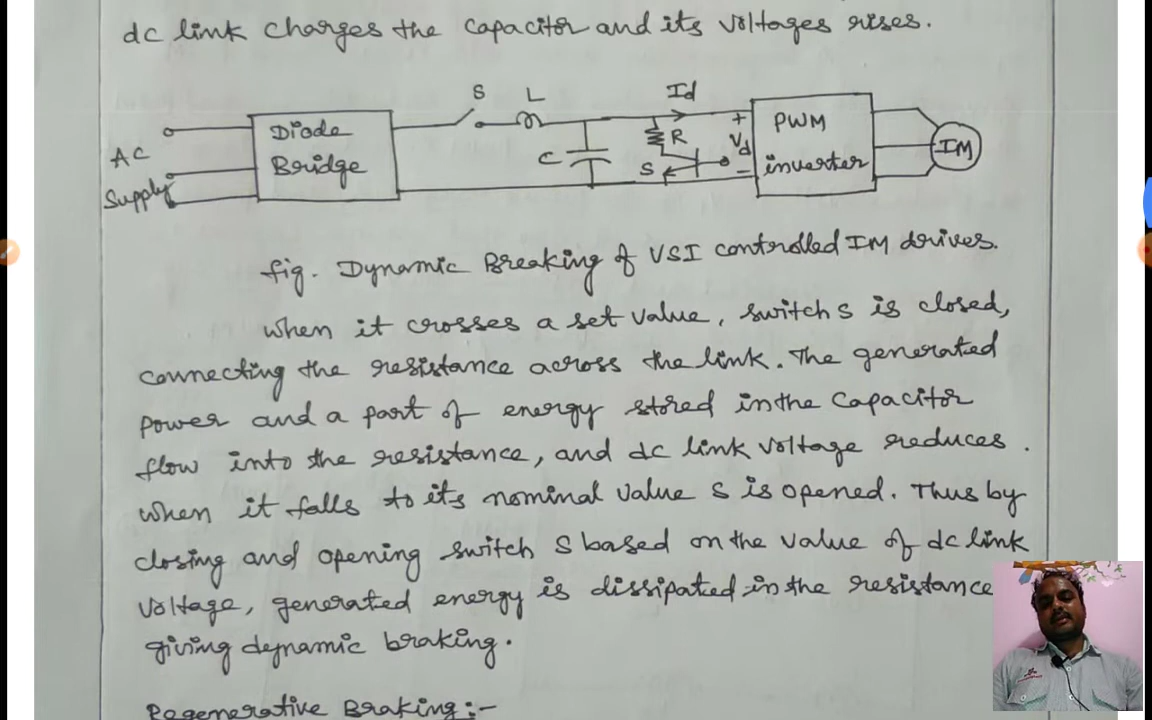 dc link charges the capacitor and its voltages rises.
AC
Supply
Diode
Bridge
S
L
C
R
S
Id
+
Vd
-
PWM
inverter
IM
fig. Dynamic Breaking of VSI controlled IM drives.
when it crosses a set value, switch s is closed,
connecting the resistance across the link. The generated
power and a part of energy stored in the capacitor
flow into the resistance, and dc link voltage reduces.
when it falls to its nominal value s is opened. Thus by
closing and opening switch s based on the value of dc link
voltage, generated energy is dissipated in the resistance
giving dynamic braking.
Regenerative Braking:-